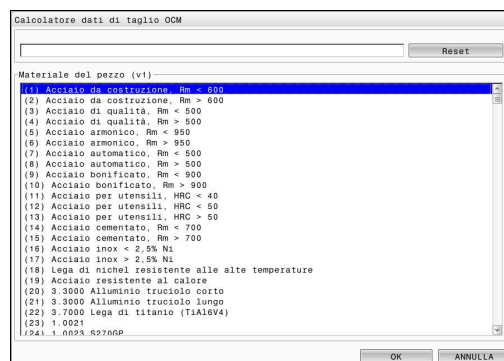 Calcolatore dati di taglio OCM
Reset
Materiale del pezzo (v1)
(1) Acciaio da costruzione, Rm < 600
(2) Acciaio da costruzione, Rm > 600
(3) Acciaio di qualità, Rm < 500
(4) Acciaio di qualità, Rm > 500
(5) Acciaio armonico, Rm < 950
(6) Acciaio armonico, Rm > 950
(7) Acciaio automatico, Rm < 500
(8) Acciaio automatico, Rm > 500
(9) Acciaio bonificato, Rm < 900
(10) Acciaio bonificato, Rm > 900
(11) Acciaio per utensili, HRC < 40
(12) Acciaio per utensili, HRC < 50
(13) Acciaio per utensili, HRC > 50
(14) Acciaio cementato, Rm < 700
(15) Acciaio cementato, Rm > 700
(16) Acciaio inox < 2,5% Ni
(17) Acciaio inox > 2,5% Ni
(18) Lega di nichel resistente alle alte temperature
(19) Acciaio resistente al calore
(20) 3.3000 Alluminio truciolo corto
(21) 3.3000 Alluminio truciolo lungo
(22) 3.7000 Lega di titanio (TiAl6V4)
(23) 1.0021
(24) 1.0023 S270GP
OK
ANNULLA